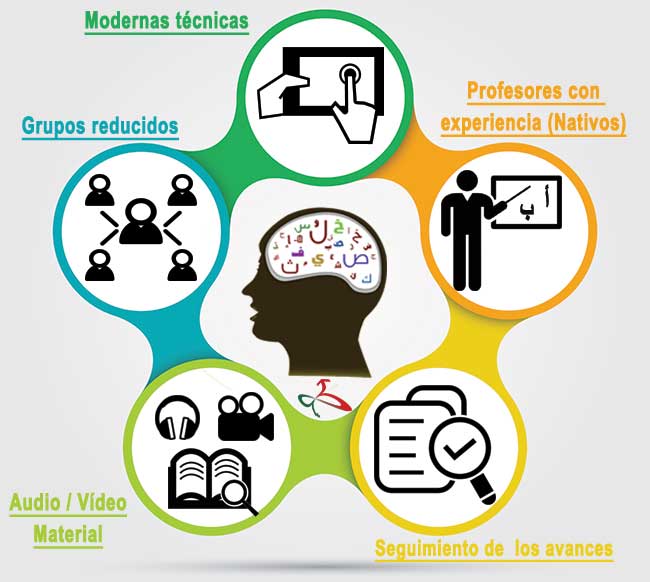 Modernas técnicas
Profesores con
experiencia (Nativos)
Grupos reducidos
أ
ب
Audio / Vídeo
Material
Seguimiento de los avances